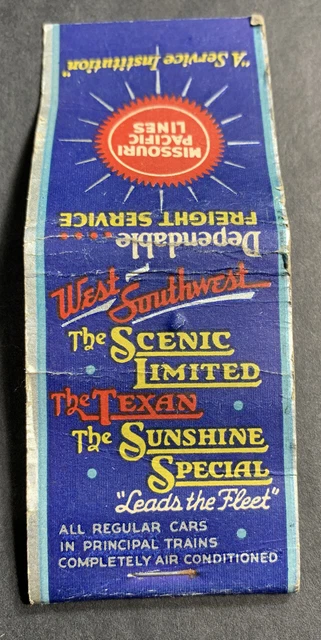 "A Service Institution"
MISSOURI
PACIFIC
LINES
Dependable....
FREIGHT SERVICE
West - Southwest
The SCENIC
LIMITED
The TEXAN
The SUNSHINE
SPECIAL
"Leads the Fleet"
ALL REGULAR CARS
IN PRINCIPAL TRAINS
COMPLETELY AIR CONDITIONED